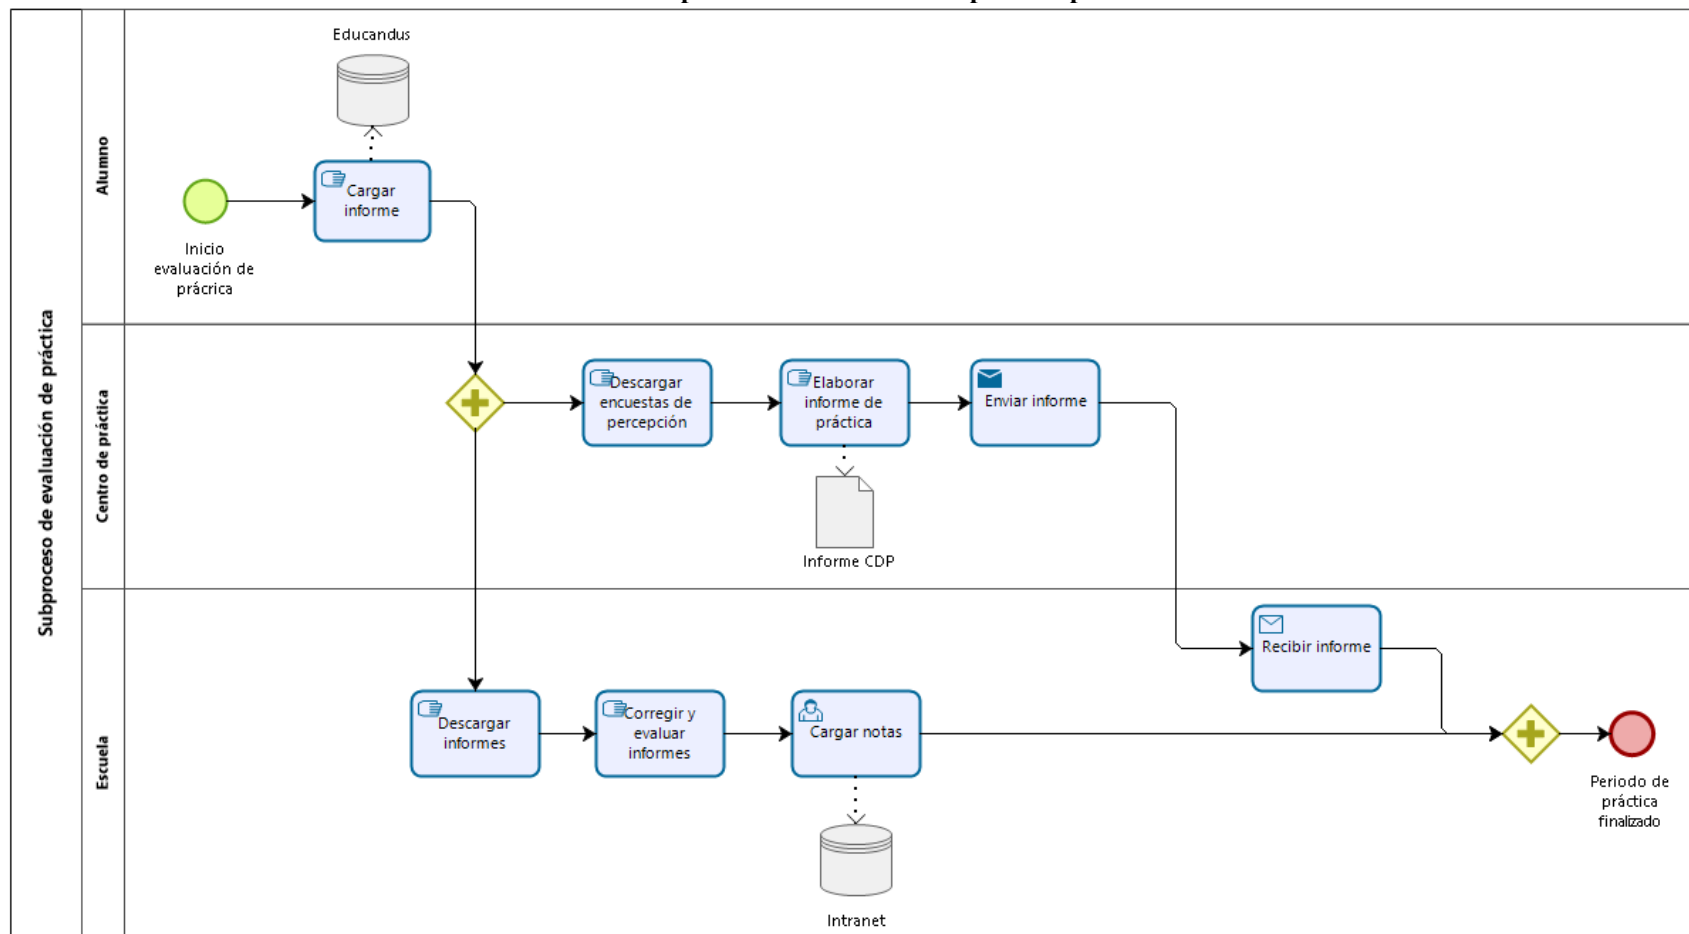 Educandus
Alumno
Cargar
informe
Inicio
evaluación de
prácrica
Subproceso de evaluación de práctica
Centro de práctica
Descargar
encuestas de
percepción
Elaborar
informe de
práctica
Enviar informe
Informe CDP
Escuela
Recibir informe
Descargar
informes
Corregir y
evaluar
informes
Cargar notas
Periodo de
práctica
finalizado
Intranet